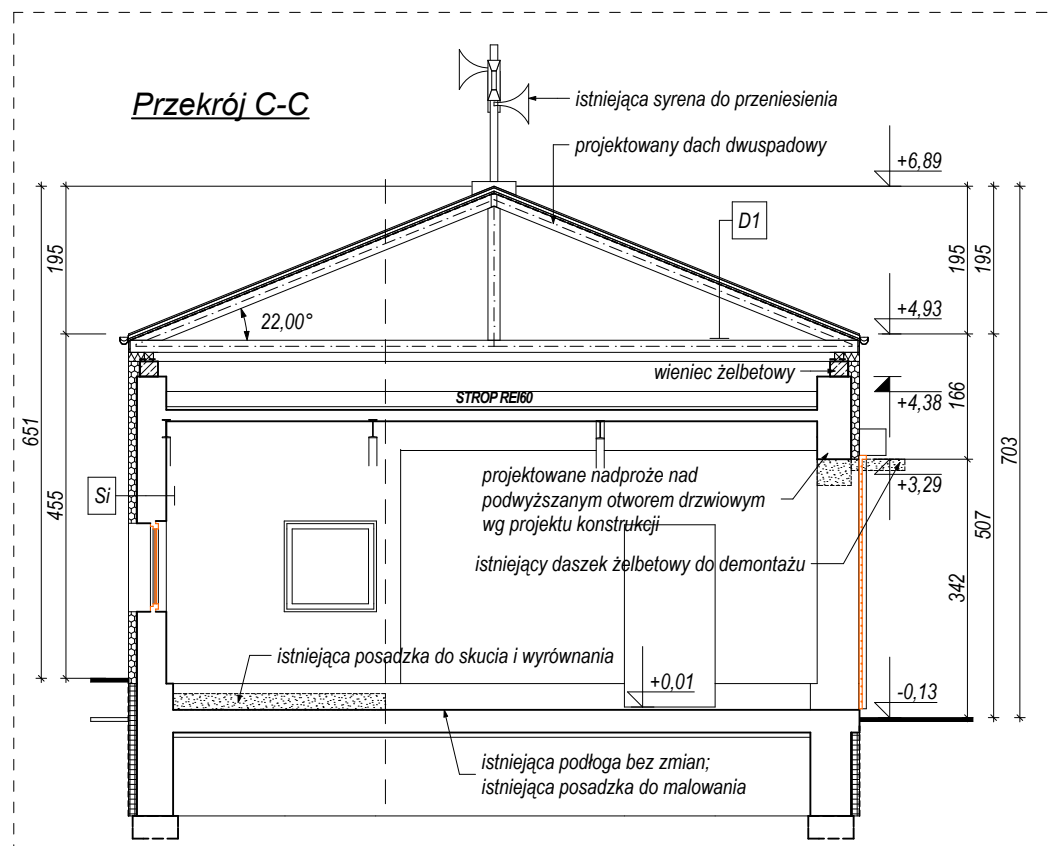 Przekrój C-C
istniejąca syrena do przeniesienia
projektowany dach dwuspadowy
+6,89
D1
195
195
195
22,00°
+4,93
wieniec żelbetowy
STROP REI60
+4,38
166
651
455
703
Si
projektowane nadproże nad
podwyższanym otworem drzwiowym
wg projektu konstrukcji
+3,29
507
istniejący daszek żelbetowy do demontażu
342
istniejąca posadzka do skucia i wyrównania
+0,01
-0,13
istniejąca podłoga bez zmian;
istniejąca posadzka do malowania